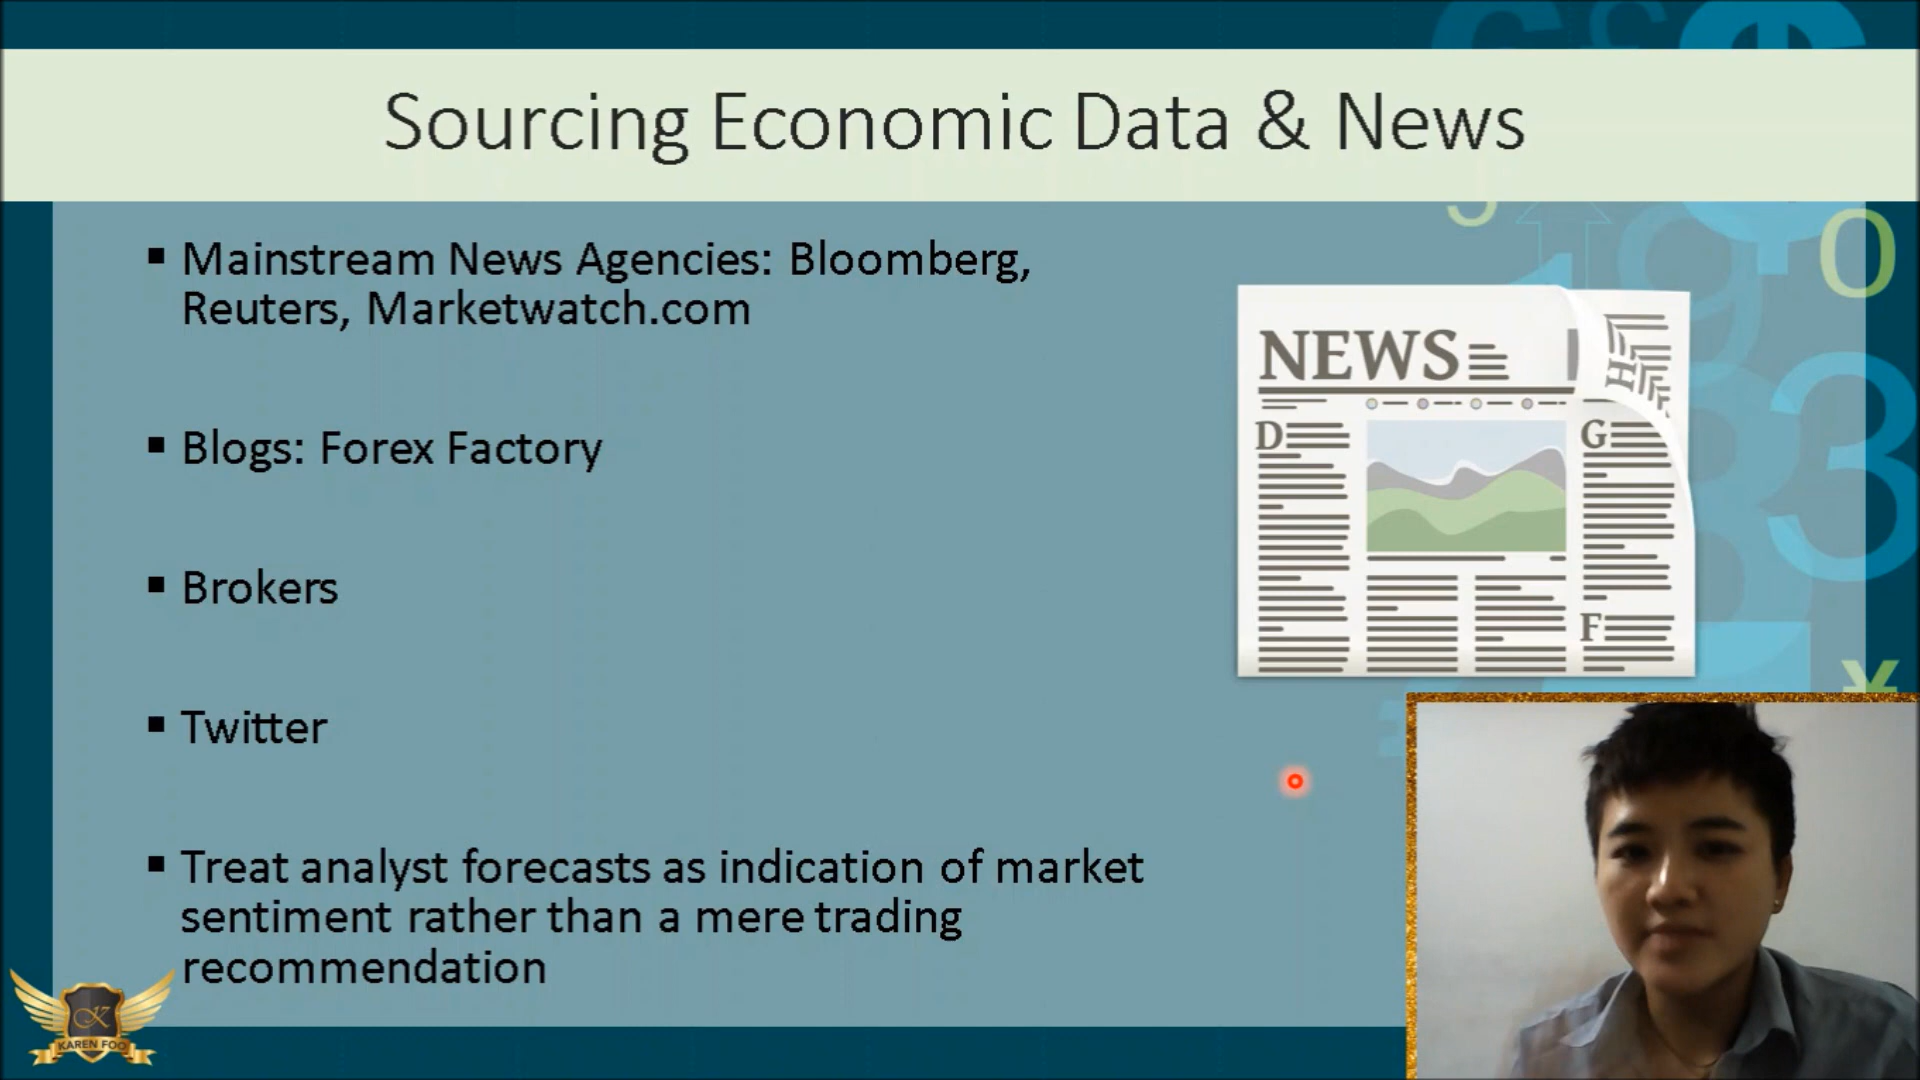 Sourcing Economic Data & News
Mainstream News Agencies: Bloomberg,
Reuters, Marketwatch.com
Blogs: Forex Factory
Brokers
Twitter
Treat analyst forecasts as indication of market
sentiment rather than a mere trading
recommendation
NEWS
H
D
G
F
K
KAREN FOO